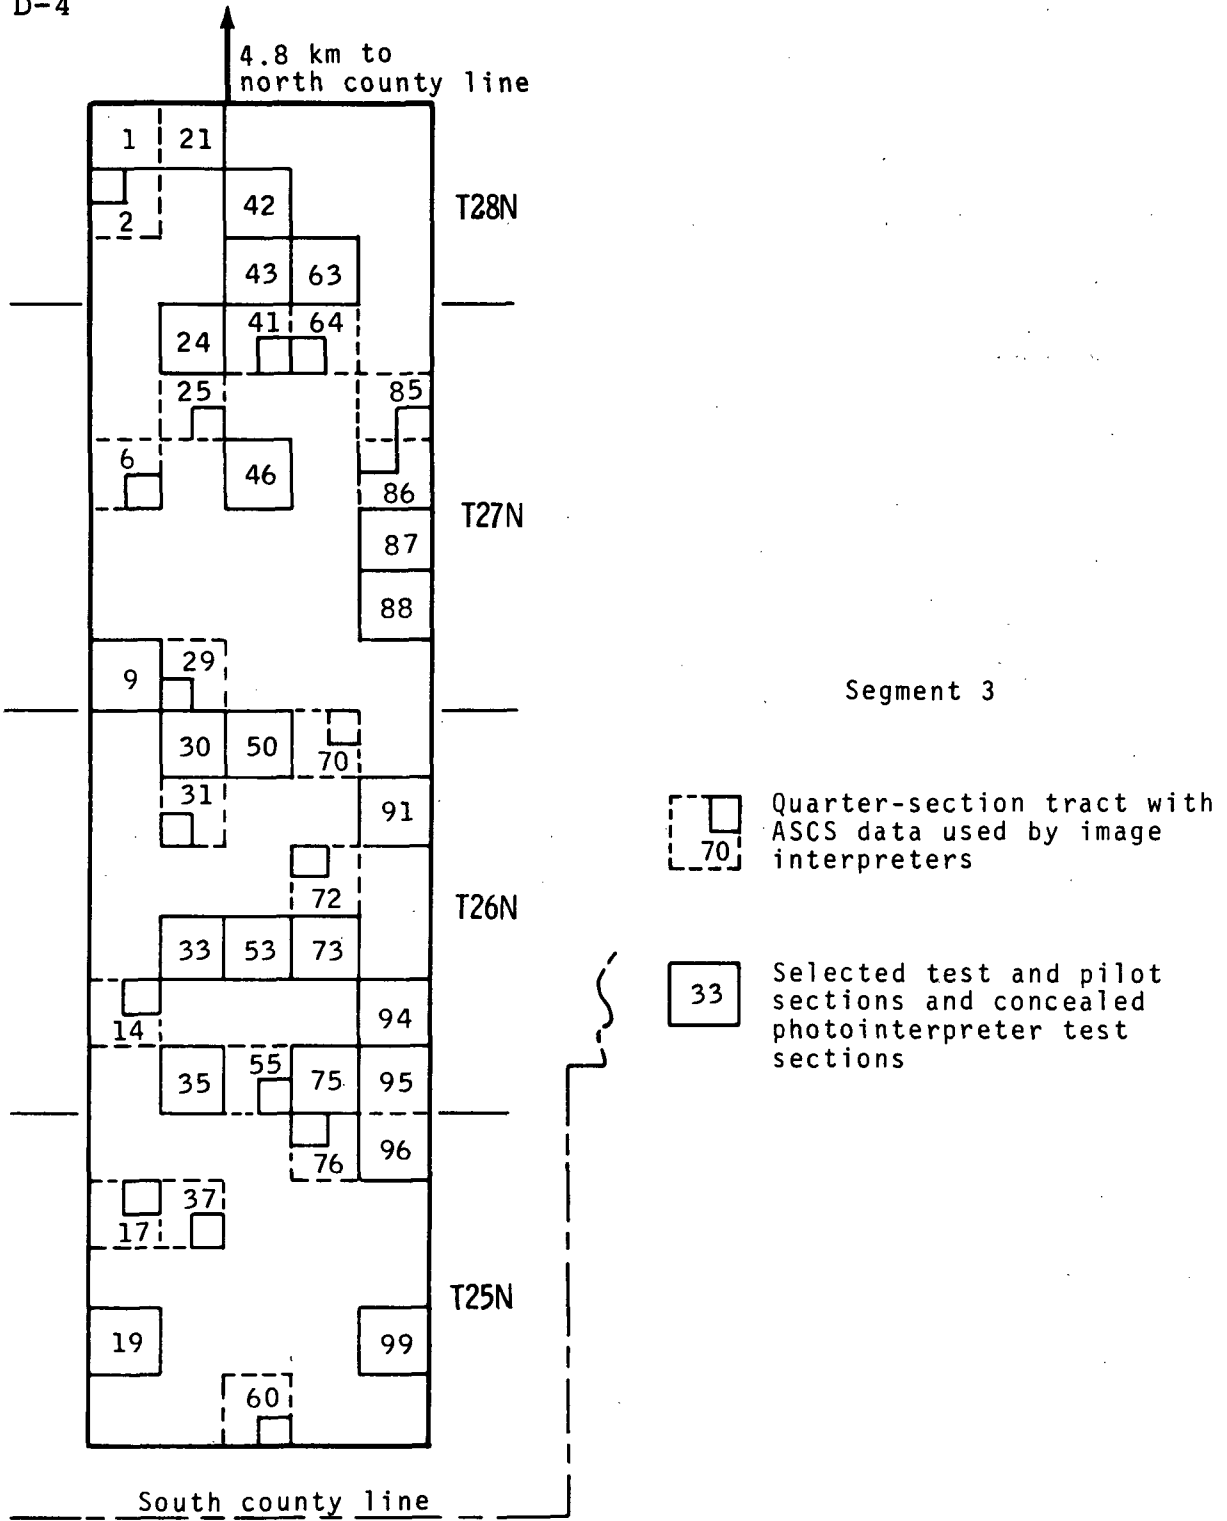 D-4
4.8 km to
north county line
1 21
42
2
T28N
43 63
41 64
24
25 85
6
46
86
T27N
87
88
29
9
Segment 3
30 50
70
31
91
Quarter-section tract with
ASCS data used by image
interpreters
70
72
T26N
33 53 73
Selected test and pilot
sections and concealed
photointerpreter test
sections
33
94
14
55
35 75 95
96
76
37
17
T25N
19 99
60
South county line